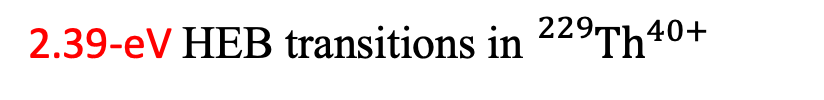 2.39-eV HEB transitions in ²²⁹Th⁴⁰⁺